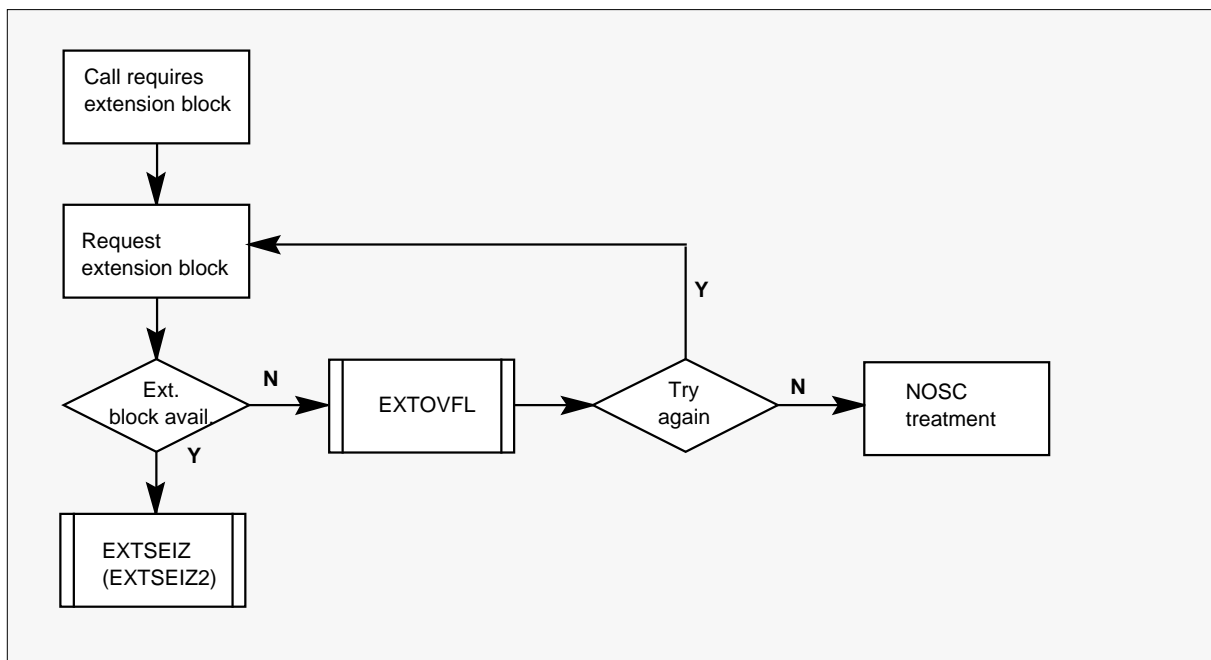 Call requires
extension block
Request
extension block
Y
Ext.
block avail.
N
EXTOVFL
Try
again
N
NOSC
treatment
Y
EXTSEIZ
(EXTSEIZ2)